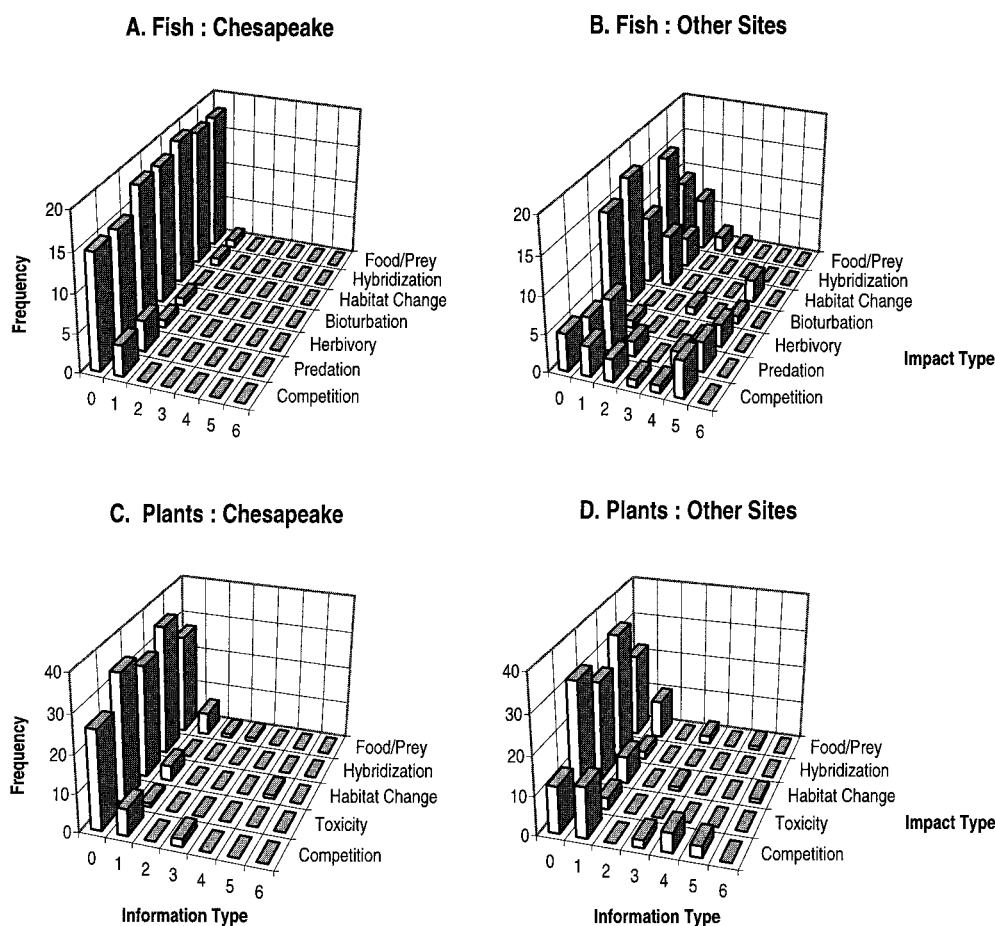 A. Fish : Chesapeake
B. Fish : Other Sites
20
15
10
5
0
Frequency
0 1 2 3 4 5 6
Food/Prey
Hybridization
Habitat Change
Bioturbation
Herbivory
Predation
Competition
20
15
10
5
0
0 1 2 3 4 5 6
Food/Prey
Hybridization
Habitat Change
Bioturbation
Herbivory
Predation
Competition
Impact Type
C. Plants : Chesapeake
D. Plants : Other Sites
40
30
20
10
0
Frequency
0 1 2 3 4 5 6
Food/Prey
Hybridization
Habitat Change
Toxicity
Competition
Information Type
40
30
20
10
0
0 1 2 3 4 5 6
Food/Prey
Hybridization
Habitat Change
Toxicity
Competition
Impact Type
Information Type